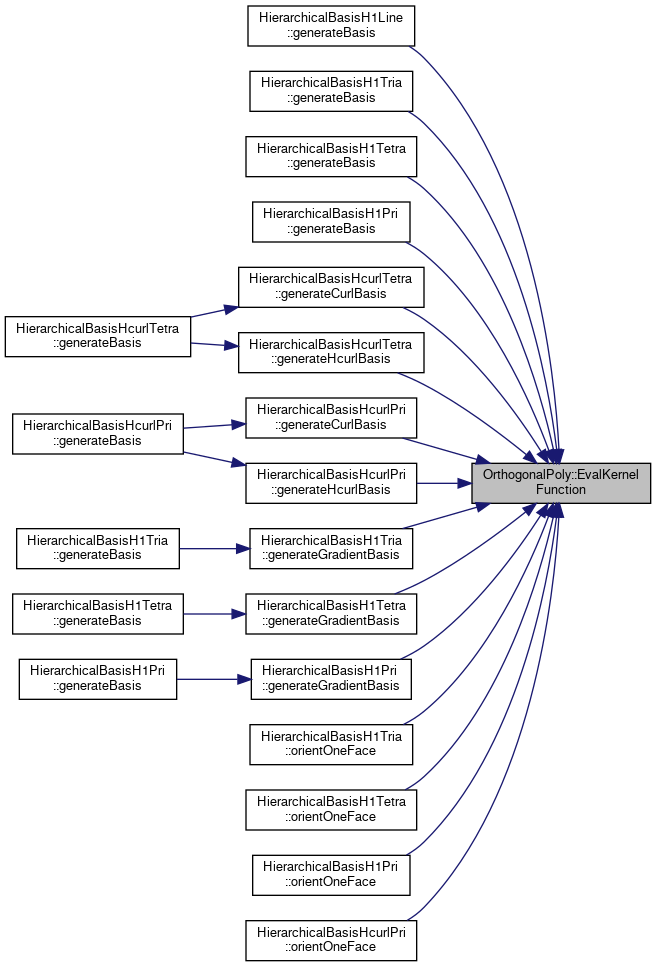 HierarchicalBasisH1Line
::generateBasis
HierarchicalBasisH1Tria
::generateBasis
HierarchicalBasisH1Tetra
::generateBasis
HierarchicalBasisH1Pri
::generateBasis
HierarchicalBasisHcurlTetra
::generateCurlBasis
HierarchicalBasisHcurlTetra
::generateBasis
HierarchicalBasisHcurlTetra
::generateHcurlBasis
HierarchicalBasisHcurlPri
::generateCurlBasis
HierarchicalBasisHcurlPri
::generateBasis
HierarchicalBasisHcurlPri
::generateHcurlBasis
OrthogonalPoly::EvalKernel
Function
HierarchicalBasisH1Tria
::generateBasis
HierarchicalBasisH1Tria
::generateGradientBasis
HierarchicalBasisH1Tetra
::generateBasis
HierarchicalBasisH1Tetra
::generateGradientBasis
HierarchicalBasisH1Pri
::generateBasis
HierarchicalBasisH1Pri
::generateGradientBasis
HierarchicalBasisH1Tria
::orientOneFace
HierarchicalBasisH1Tetra
::orientOneFace
HierarchicalBasisH1Pri
::orientOneFace
HierarchicalBasisHcurlPri
::orientOneFace